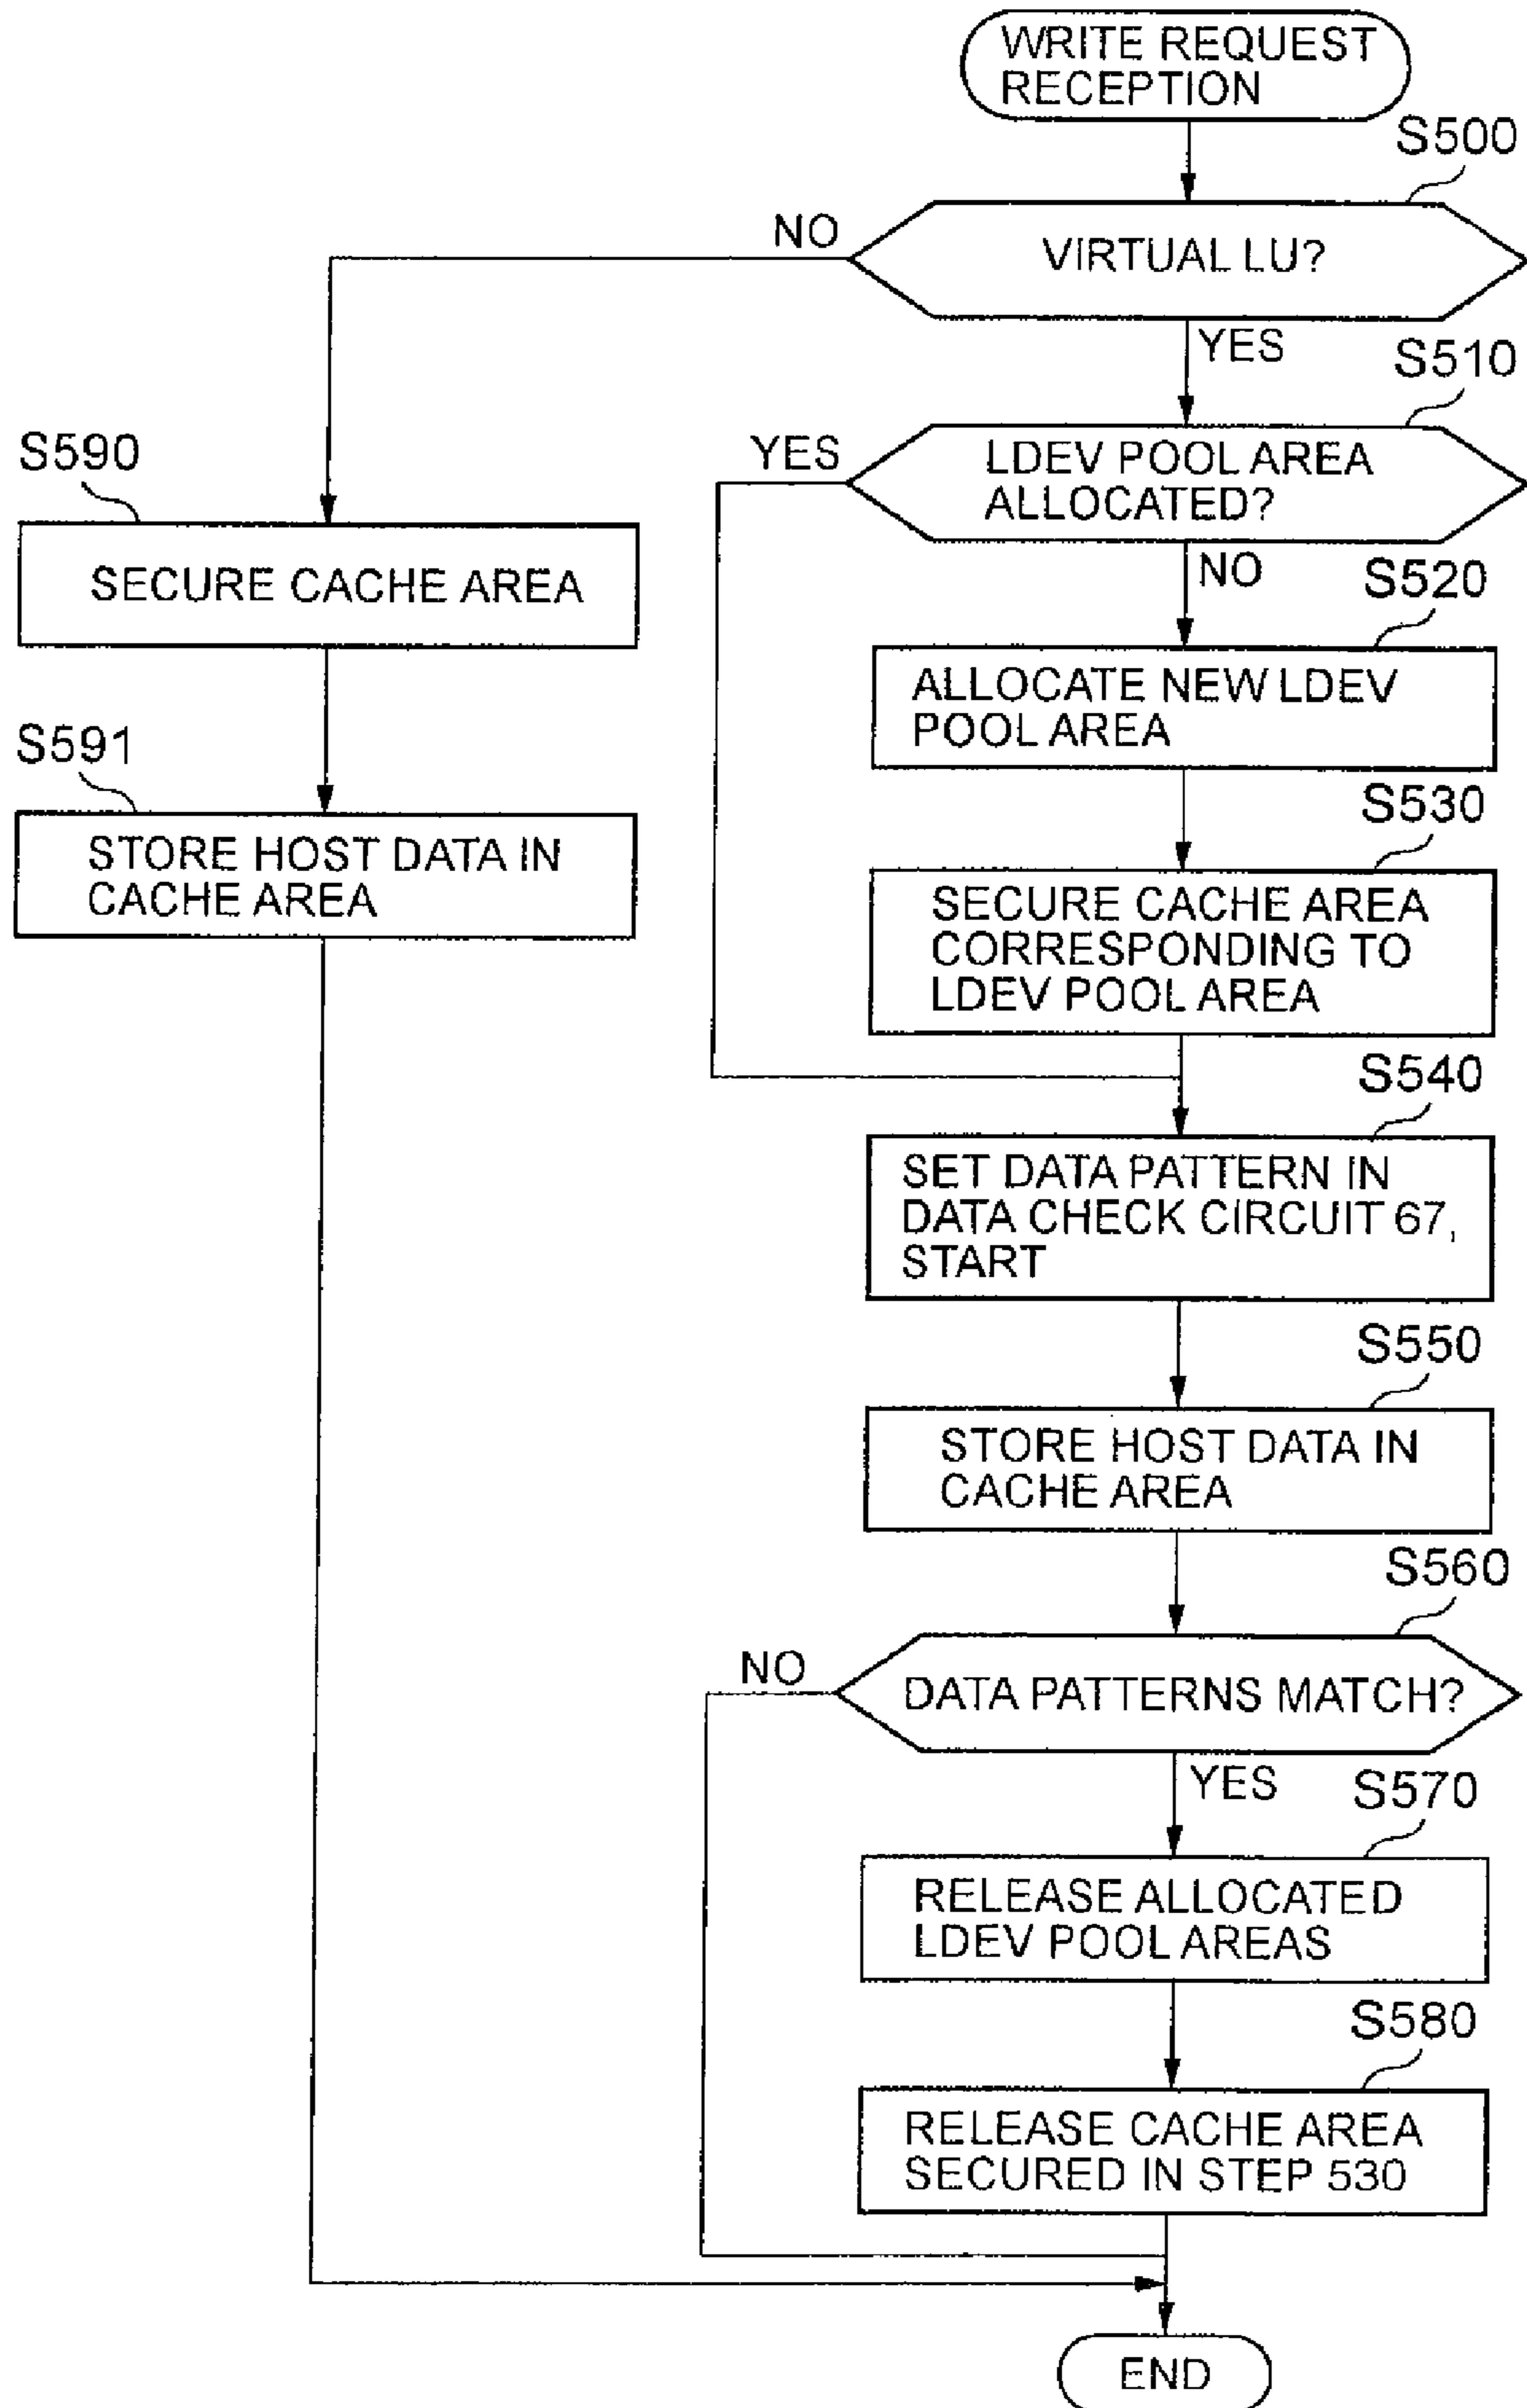 WRITE REQUEST
RECEPTION
S500
VIRTUAL LU?
NO
YES
S510
LDEV POOL AREA
ALLOCATED?
YES
NO
S520
ALLOCATE NEW LDEV
POOL AREA
S530
SECURE CACHE AREA
CORRESPONDING TO
LDEV POOL AREA
S540
SET DATA PATTERN IN
DATA CHECK CIRCUIT 67,
START
S550
STORE HOST DATA IN
CACHE AREA
S560
DATA PATTERNS MATCH?
NO
YES
S570
RELEASE ALLOCATED
LDEV POOL AREAS
S580
RELEASE CACHE AREA
SECURED IN STEP 530
S590
SECURE CACHE AREA
S591
STORE HOST DATA IN
CACHE AREA
END